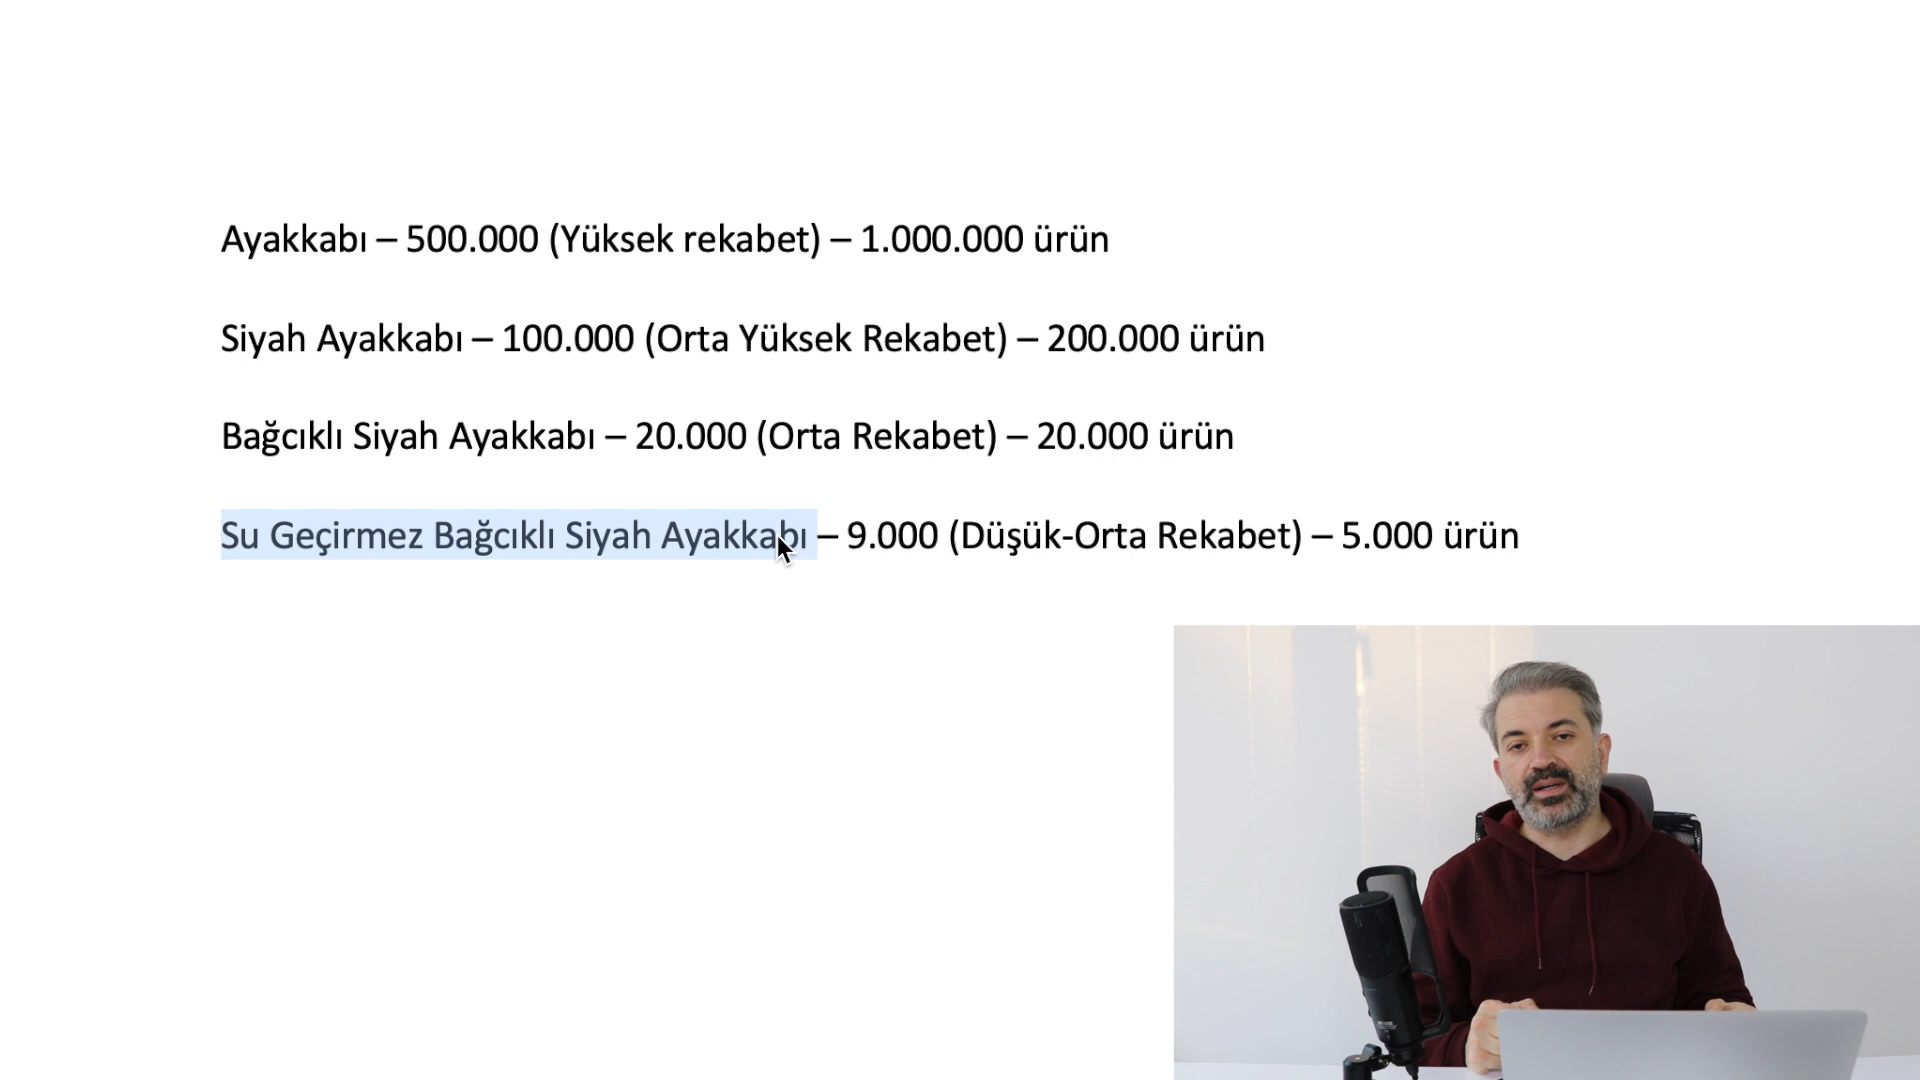 Ayakkabı – 500.000 (Yüksek rekabet) – 1.000.000 ürün
Siyah Ayakkabı – 100.000 (Orta Yüksek Rekabet) – 200.000 ürün
Bağcıklı Siyah Ayakkabı – 20.000 (Orta Rekabet) – 20.000 ürün
Su Geçirmez Bağcıklı Siyah Ayakkabı – 9.000 (Düşük-Orta Rekabet) – 5.000 ürün